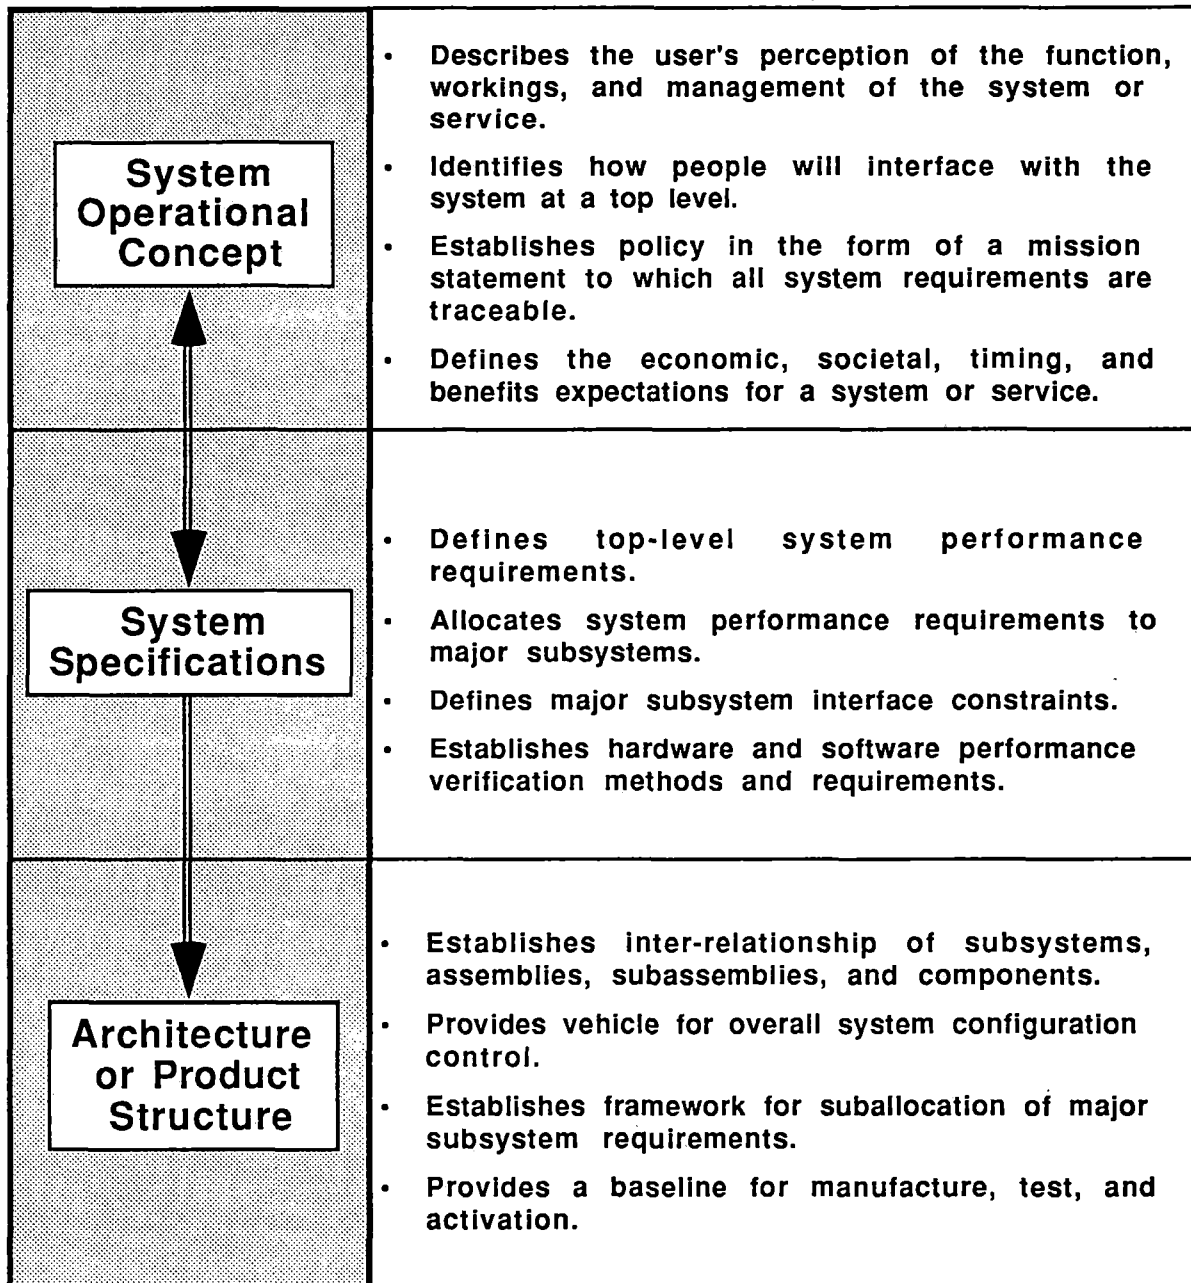 System
Operational
Concept
· Describes the user's perception of the function,
workings, and management of the system or
service.
· Identifies how people will interface with the
system at a top level.
· Establishes policy in the form of a mission
statement to which all system requirements are
traceable.
· Defines the economic, societal, timing, and
benefits expectations for a system or service.
System
Specifications
· Defines top-level system performance
requirements.
· Allocates system performance requirements to
major subsystems.
· Defines major subsystem interface constraints.
· Establishes hardware and software performance
verification methods and requirements.
Architecture
or Product
Structure
· Establishes inter-relationship of subsystems,
assemblies, subassemblies, and components.
· Provides vehicle for overall system configuration
control.
· Establishes framework for suballocation of major
subsystem requirements.
· Provides a baseline for manufacture, test, and
activation.